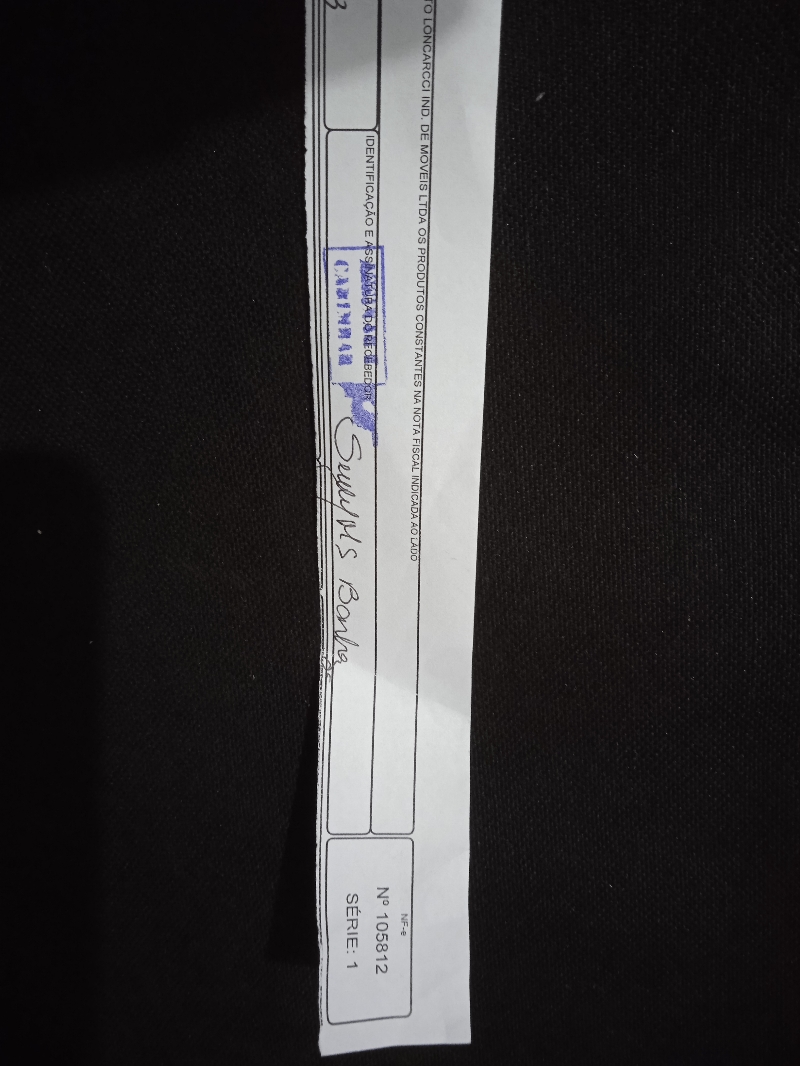 TO LONCARCCI IND. DE MOVEIS LTDA OS PRODUTOS CONSTANTES NA NOTA FISCAL INDICADA AO LADO
IDENTIFICAÇÃO E ASSINATURA DO RECEBEDOR
NF-e
Nº 105812
SÉRIE: 1